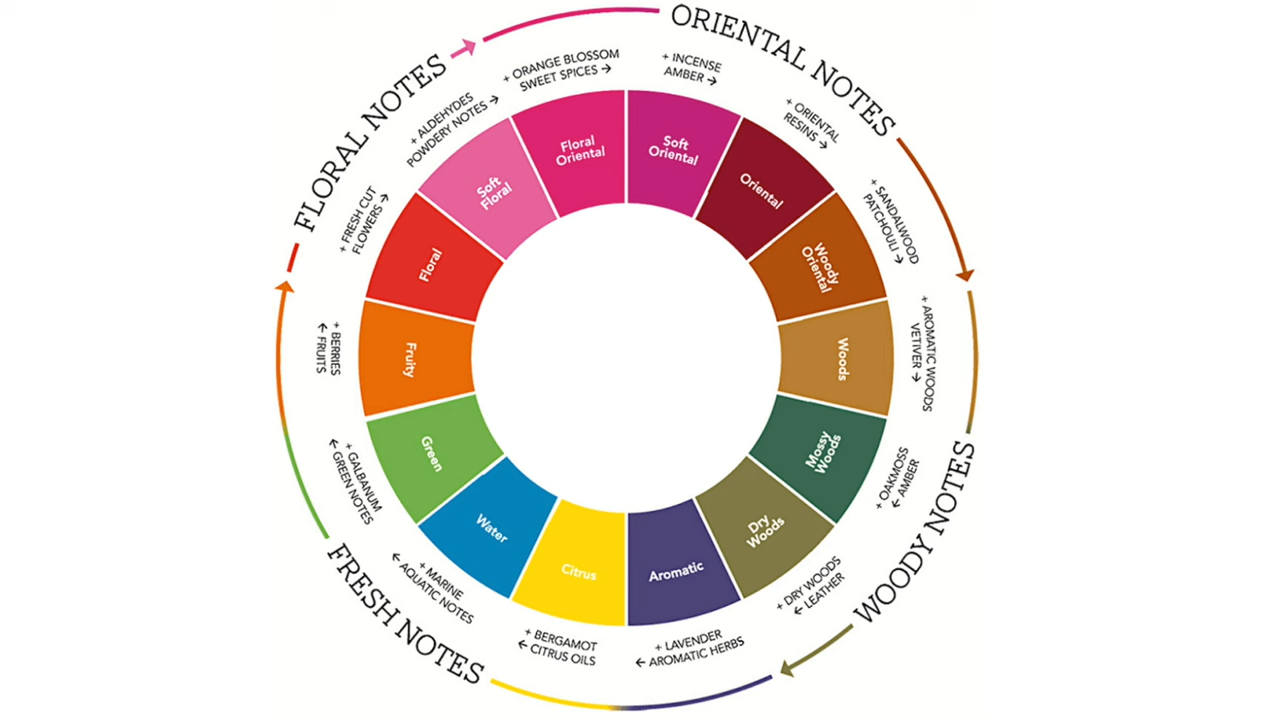 ORIENTAL NOTES
+ INCENSE
AMBER →
+ ORIENTAL
RESINS →
+ SANDALWOOD
PATCHOULI →
+ AROMATIC WOODS
VETIVER →
WOODY NOTES
+ OAKMOSS
← AMBER
+ DRY WOODS
← LEATHER
+ LAVENDER
← AROMATIC HERBS
+ BERGAMOT
← CITRUS OILS
FRESH NOTES
+ MARINE
← AQUATIC NOTES
+ GALBANUM
← GREEN NOTES
+ BERRIES
← FRUITS
FLORAL NOTES
+ FRESH CUT
FLOWERS →
+ ALDEHYDES
POWDERY NOTES →
+ ORANGE BLOSSOM
SWEET SPICES →
Soft
Oriental
Oriental
Woody
Oriental
Woods
Mossy
Woods
Dry
Woods
Aromatic
Citrus
Water
Green
Fruity
Floral
Soft
Floral
Floral
Oriental